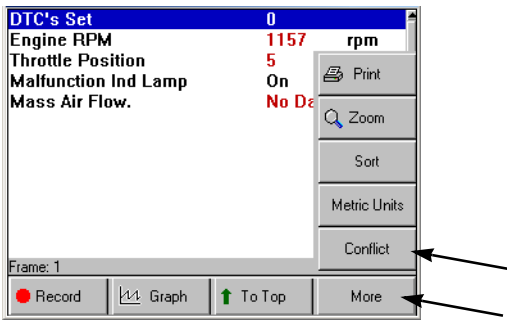 DTC's Set 0
Engine RPM 1157 rpm
Throttle Position 5
Malfunction Ind Lamp On
Mass Air Flow. No Da
Print
Zoom
Sort
Metric Units
Conflict
Frame: 1
Record Graph To Top More